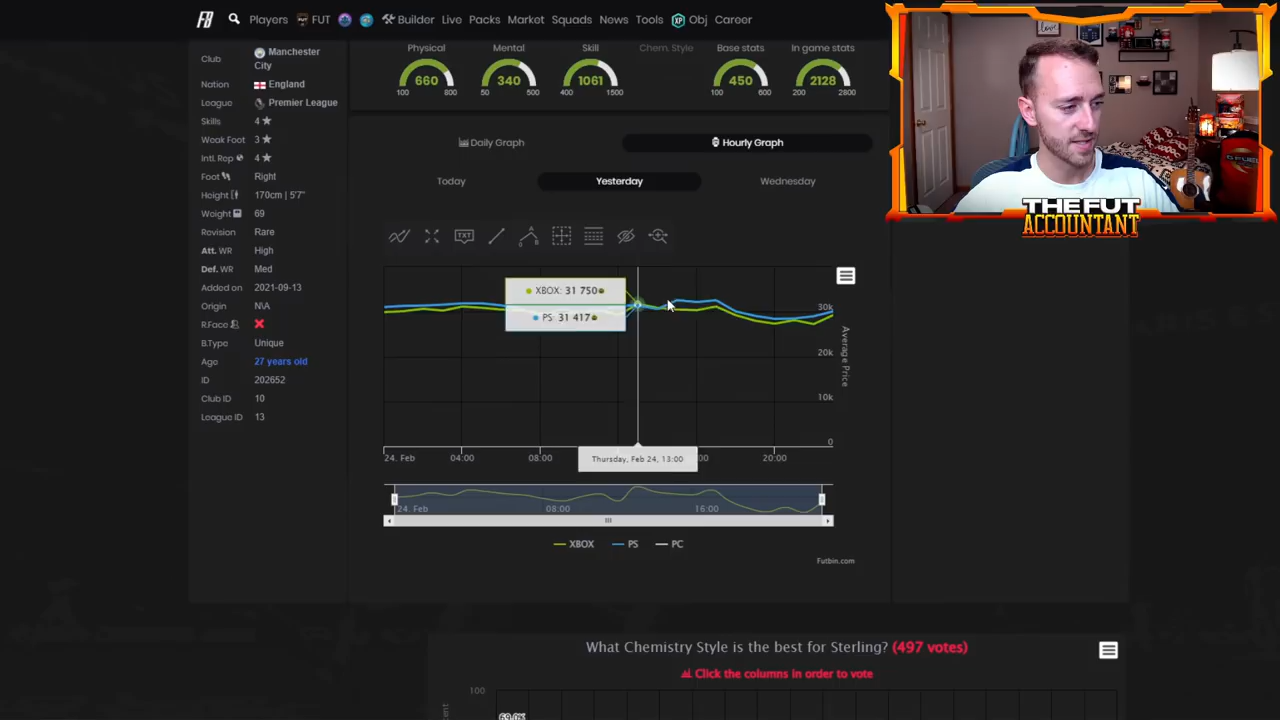 FB Players FUT Builder Live Packs Market Squads News Tools XP Obj Career
Club Manchester City
Nation England
League Premier League
Skills 4
Weak Foot 3
Intl. Rep 4
Foot Right
Height 170cm | 5'7"
Weight 69
Revision Rare
Att. WR High
Def. WR Med
Added on 2021-09-13
Origin N\A
R.Face
B.Type Unique
Age 27 years old
ID 202652
Club ID 10
League ID 13
Physical Mental Skill Chem. Style Base stats In game stats
660 340 1061 450 2128
100 800 50 500 400 1500 100 600 200 2800
Daily Graph Hourly Graph
Today Yesterday Wednesday
TXT
XBOX: 31 750
PS: 31 417
30k
20k
10k
0
Average Price
24. Feb 04:00 08:00 Thursday, Feb 24, 13:00 :00 20:00
24. Feb 08:00 16:00
XBOX PS PC
Futbin.com
What Chemistry Style is the best for Sterling? (497 votes)
Click the columns in order to vote
100
69.0%
THE FUT
ACCOUNTANT
G FUEL